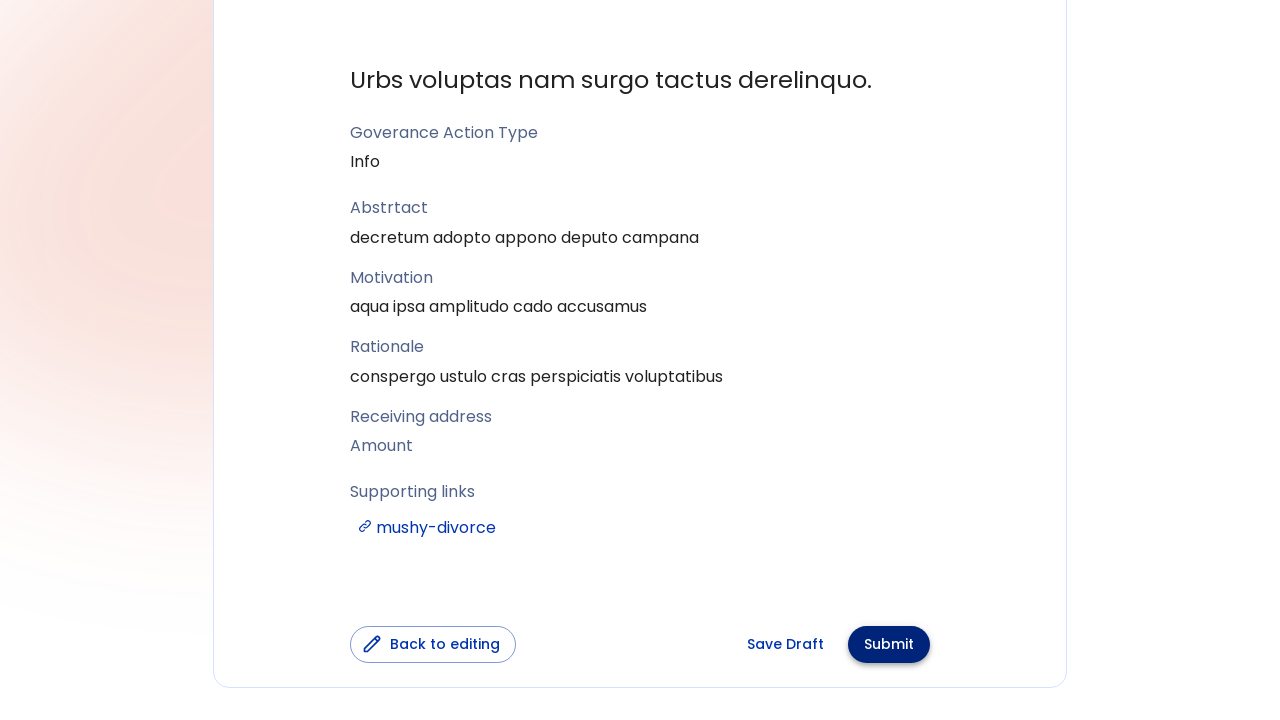 Urbs voluptas nam surgo tactus derelinquo.
Goverance Action Type
Info
Abstrtact
decretum adopto appono deputo campana
Motivation
aqua ipsa amplitudo cado accusamus
Rationale
conspergo ustulo cras perspiciatis voluptatibus
Receiving address
Amount
Supporting links
mushy-divorce
Back to editing
Save Draft
Submit